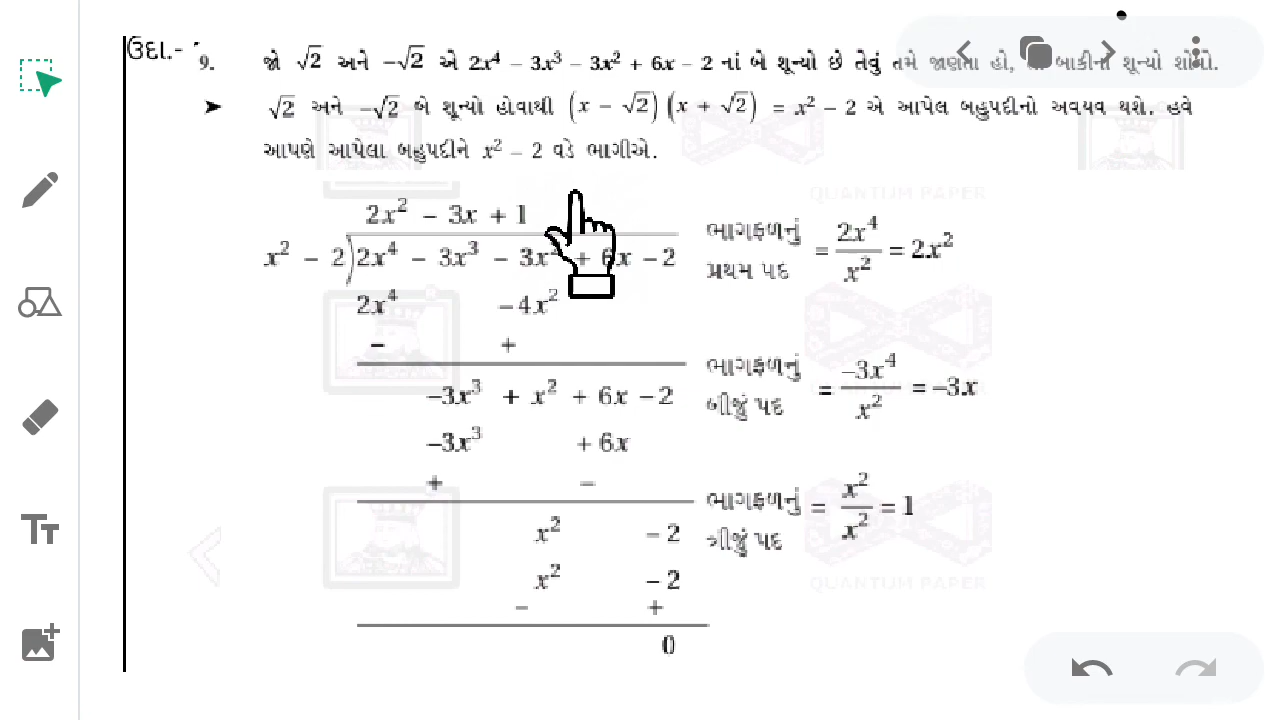 ઉદા.-
9. જો √2 અને −√2 એ 2x⁴ − 3x³ − 3x² + 6x − 2 નાં બે શૂન્યો છે તેવું તમે જાણતા હો, તો બાકીનાં શૂન્યો શોધો.
➤ √2 અને −√2 બે શૂન્યો હોવાથી (x − √2)(x + √2) = x² − 2 એ આપેલ બહુપદીનો અવયવ થશે. હવે
આપણે આપેલા બહુપદીને x² − 2 વડે ભાગીએ.
QUANTUM PAPER
2x² − 3x + 1
x² − 2)2x⁴ − 3x³ − 3x² + 6x − 2
2x⁴ −4x²
− +
−3x³ + x² + 6x − 2
−3x³ + 6x
+ −
x² − 2
x² − 2
− +
0
ભાગફળનું પ્રથમ પદ = 2x⁴/x² = 2x²
ભાગફળનું બીજું પદ = −3x⁴/x² = −3x
ભાગફળનું ત્રીજું પદ = x²/x² = 1
QUANTUM PAPER